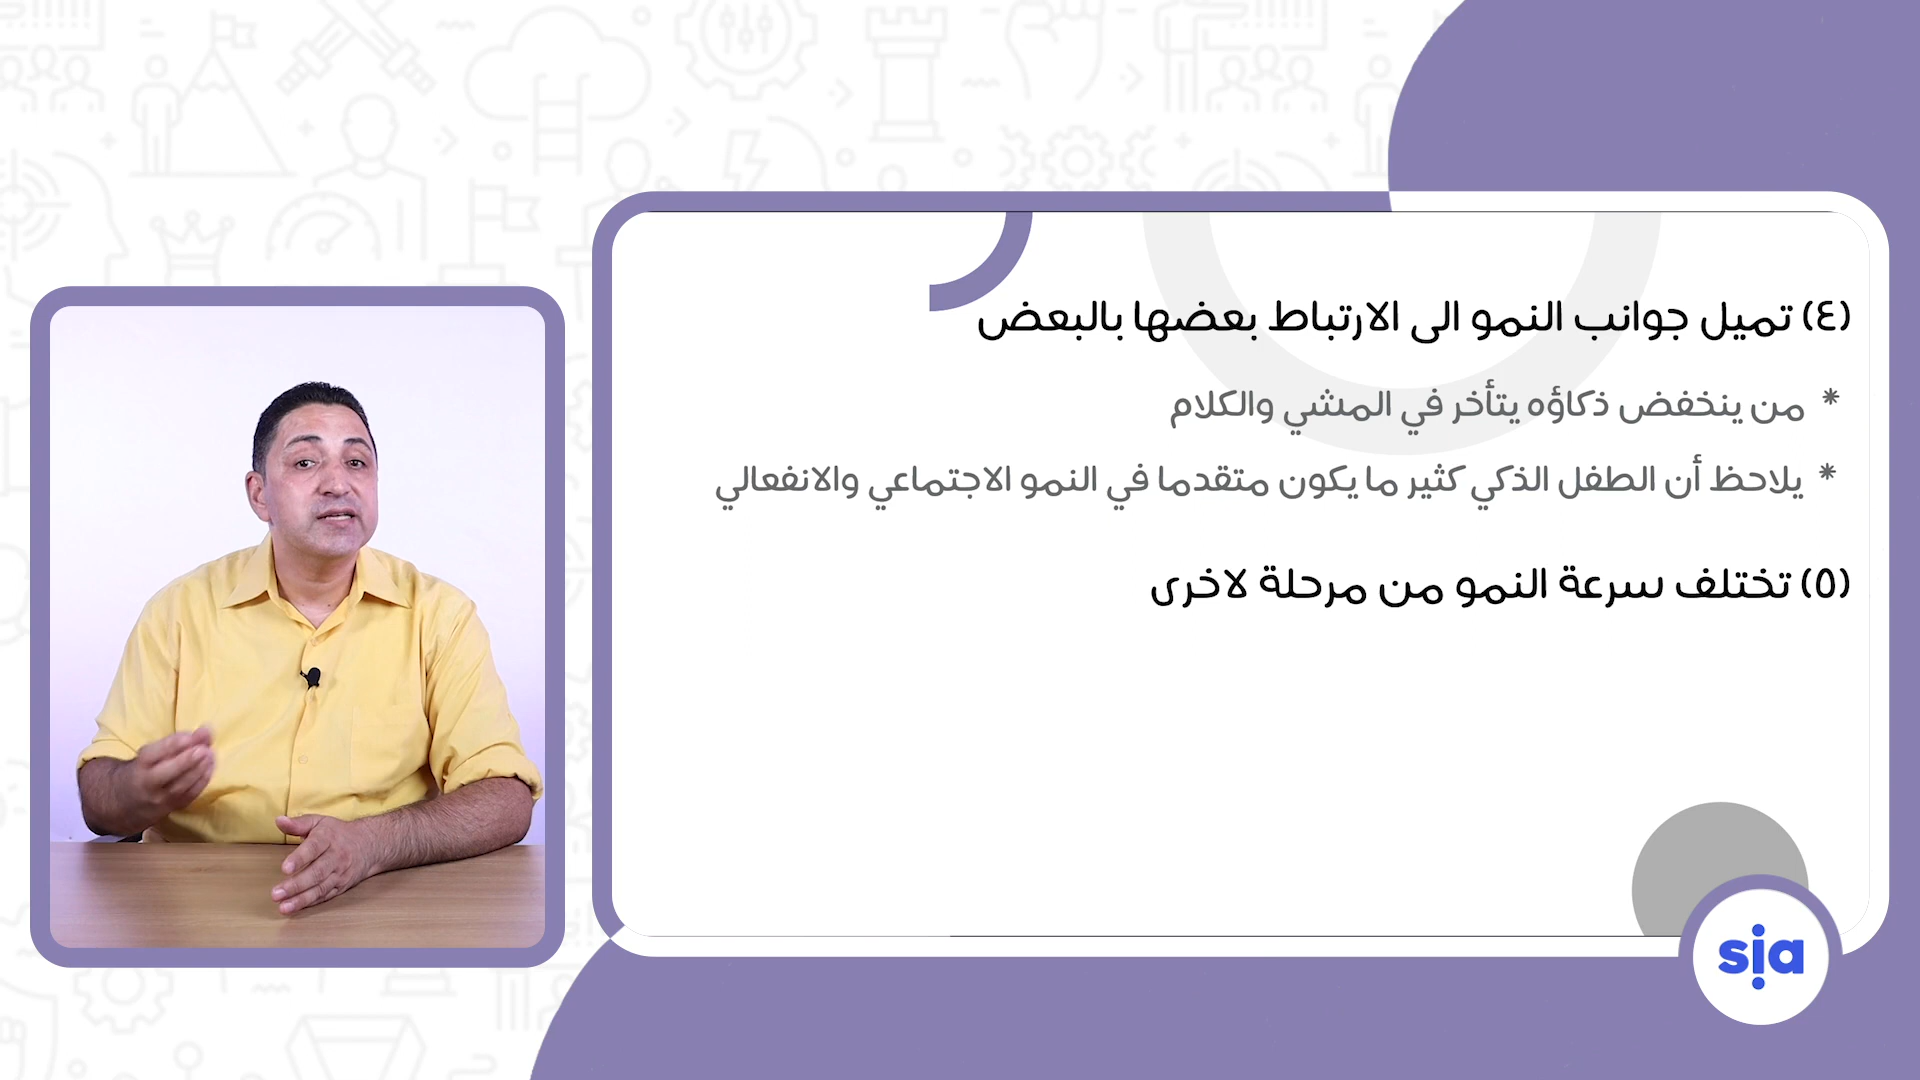 (٤) تميل جوانب النمو الى الارتباط بعضها بالبعض
* من ينخفض ذكاؤه يتأخر في المشي والكلام
* يلاحظ أن الطفل الذكي كثير ما يكون متقدما في النمو الاجتماعي والانفعالي
(٥) تختلف سرعة النمو من مرحلة لاخرى
sia